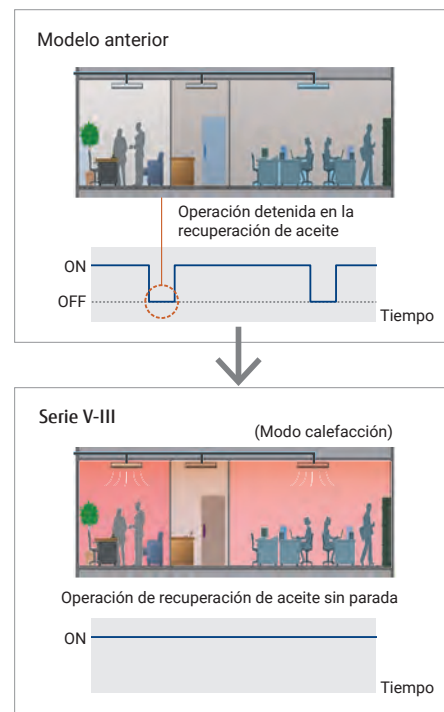 Modelo anterior
Operación detenida en la
recuperación de aceite
ON
OFF
Tiempo
Serie V-III
(Modo calefacción)
Operación de recuperación de aceite sin parada
ON
Tiempo